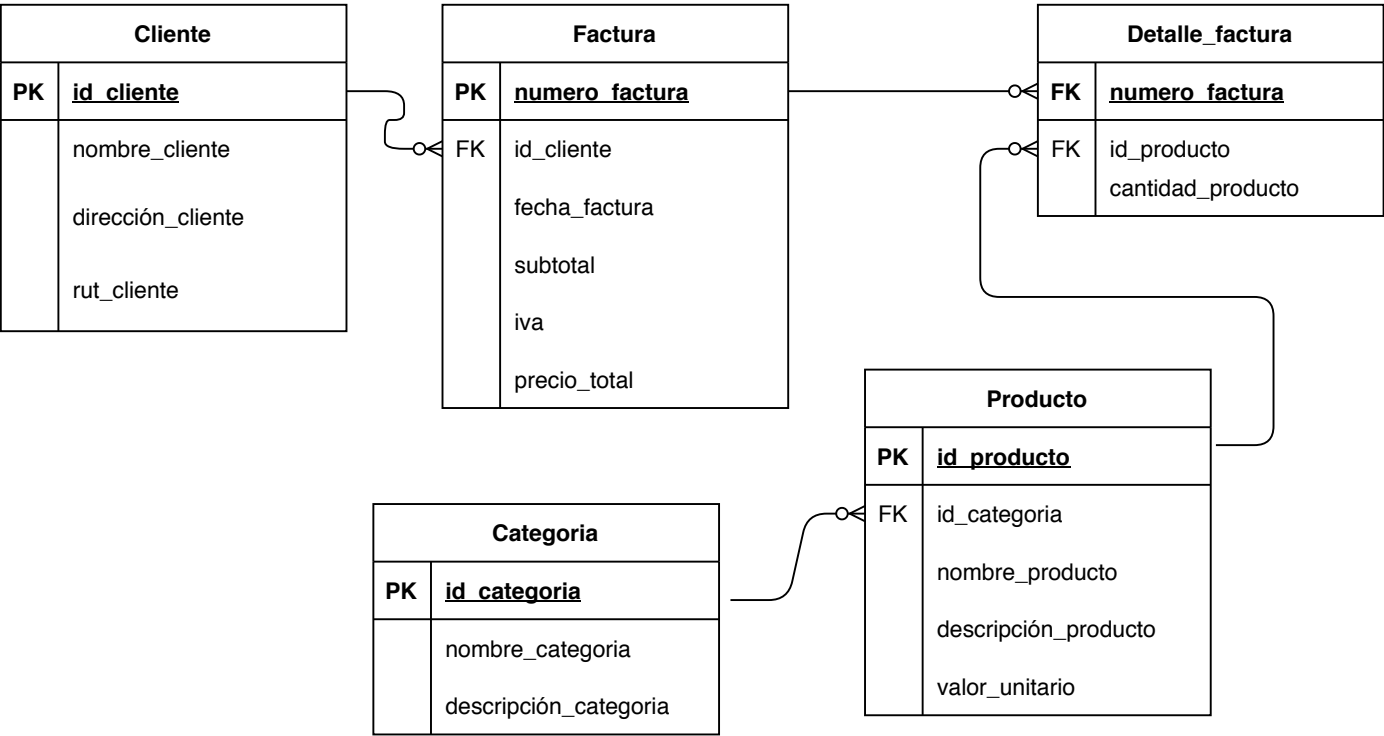 Cliente
PK id_cliente
nombre_cliente
dirección_cliente
rut_cliente
Factura
PK numero_factura
FK id_cliente
fecha_factura
subtotal
iva
precio_total
Detalle_factura
FK numero_factura
FK id_producto
cantidad_producto
Producto
PK id_producto
FK id_categoria
nombre_producto
descripción_producto
valor_unitario
Categoria
PK id_categoria
nombre_categoria
descripción_categoria